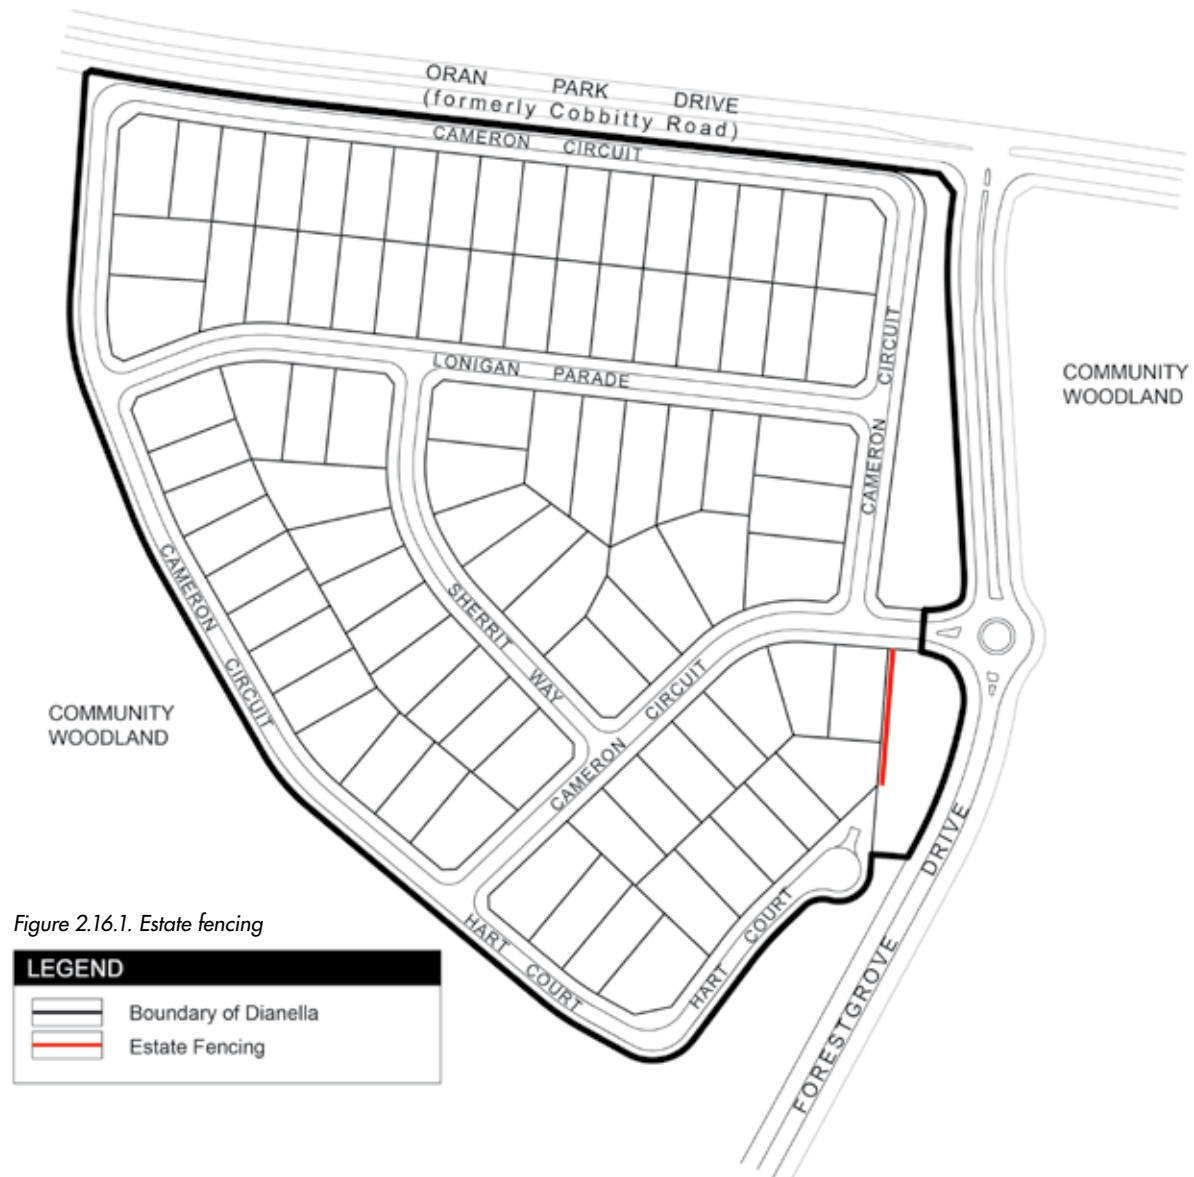 ORAN PARK DRIVE
(formerly Cobbitty Road)
CAMERON CIRCUIT
LONIGAN PARADE
CIRCUIT
CAMERON
COMMUNITY
WOODLAND
CAMERON CIRCUIT
SHERRIT WAY
CAMERON CIRCUIT
COMMUNITY
WOODLAND
HART COURT
HART COURT
FORESTGROVE DRIVE
Figure 2.16.1. Estate fencing
LEGEND
Boundary of Dianella
Estate Fencing